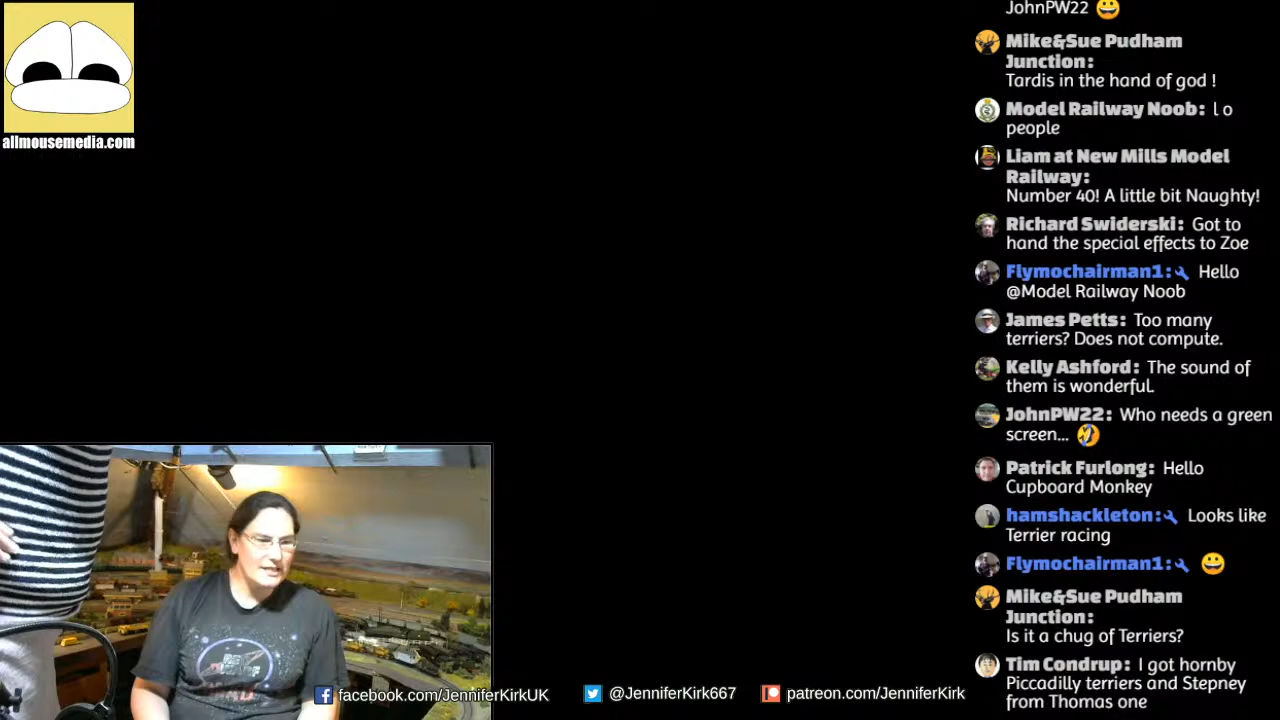 allmousemedia.com
JohnPW22 😀
Mike&Sue Pudham
Junction:
Tardis in the hand of god !
Model Railway Noob: l o
people
Liam at New Mills Model
Railway:
Number 40! A little bit Naughty!
Richard Swiderski: Got to
hand the special effects to Zoe
Flymochairman1: Hello
@Model Railway Noob
James Petts: Too many
terriers? Does not compute.
Kelly Ashford: The sound of
them is wonderful.
JohnPW22: Who needs a green
screen... 🤣
Patrick Furlong: Hello
Cupboard Monkey
hamshackleton: Looks like
Terrier racing
Flymochairman1: 😀
Mike&Sue Pudham
Junction:
Is it a chug of Terriers?
Tim Condrup: I got hornby
Piccadilly terriers and Stepney
from Thomas one
facebook.com/JenniferKirkUK
@JenniferKirk667
patreon.com/JenniferKirk